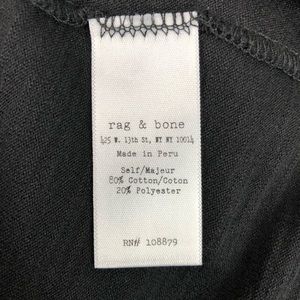 rag & bone
425 W. 13th St, NY NY 10014
Made in Peru
Self/Majeur
80% Cotton/Coton
20% Polyester
RN# 108879